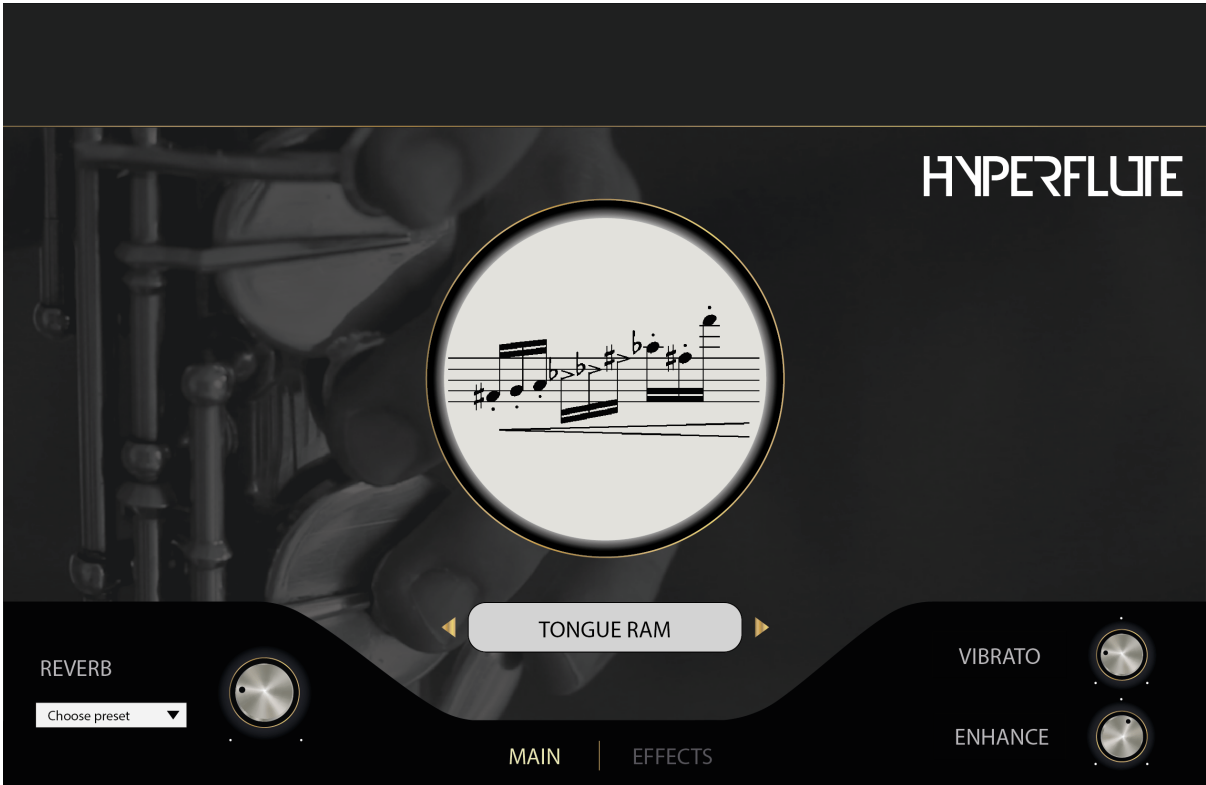 HYPERFLUTE
TONGUE RAM
REVERB
Choose preset
VIBRATO
ENHANCE
MAIN
EFFECTS